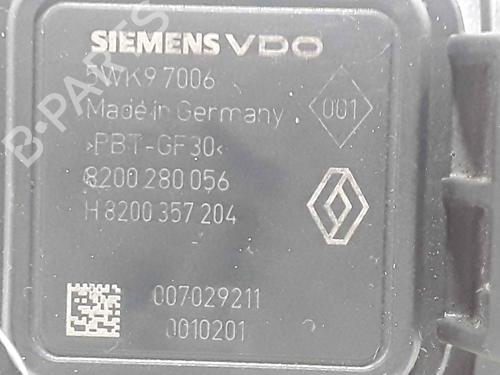 SIEMENS VDO
5WK9 7006
Made in Germany
001
>PBT-GF30<
8200 280 056
H 8200 357 204
007029211
0010201
B-PARTS